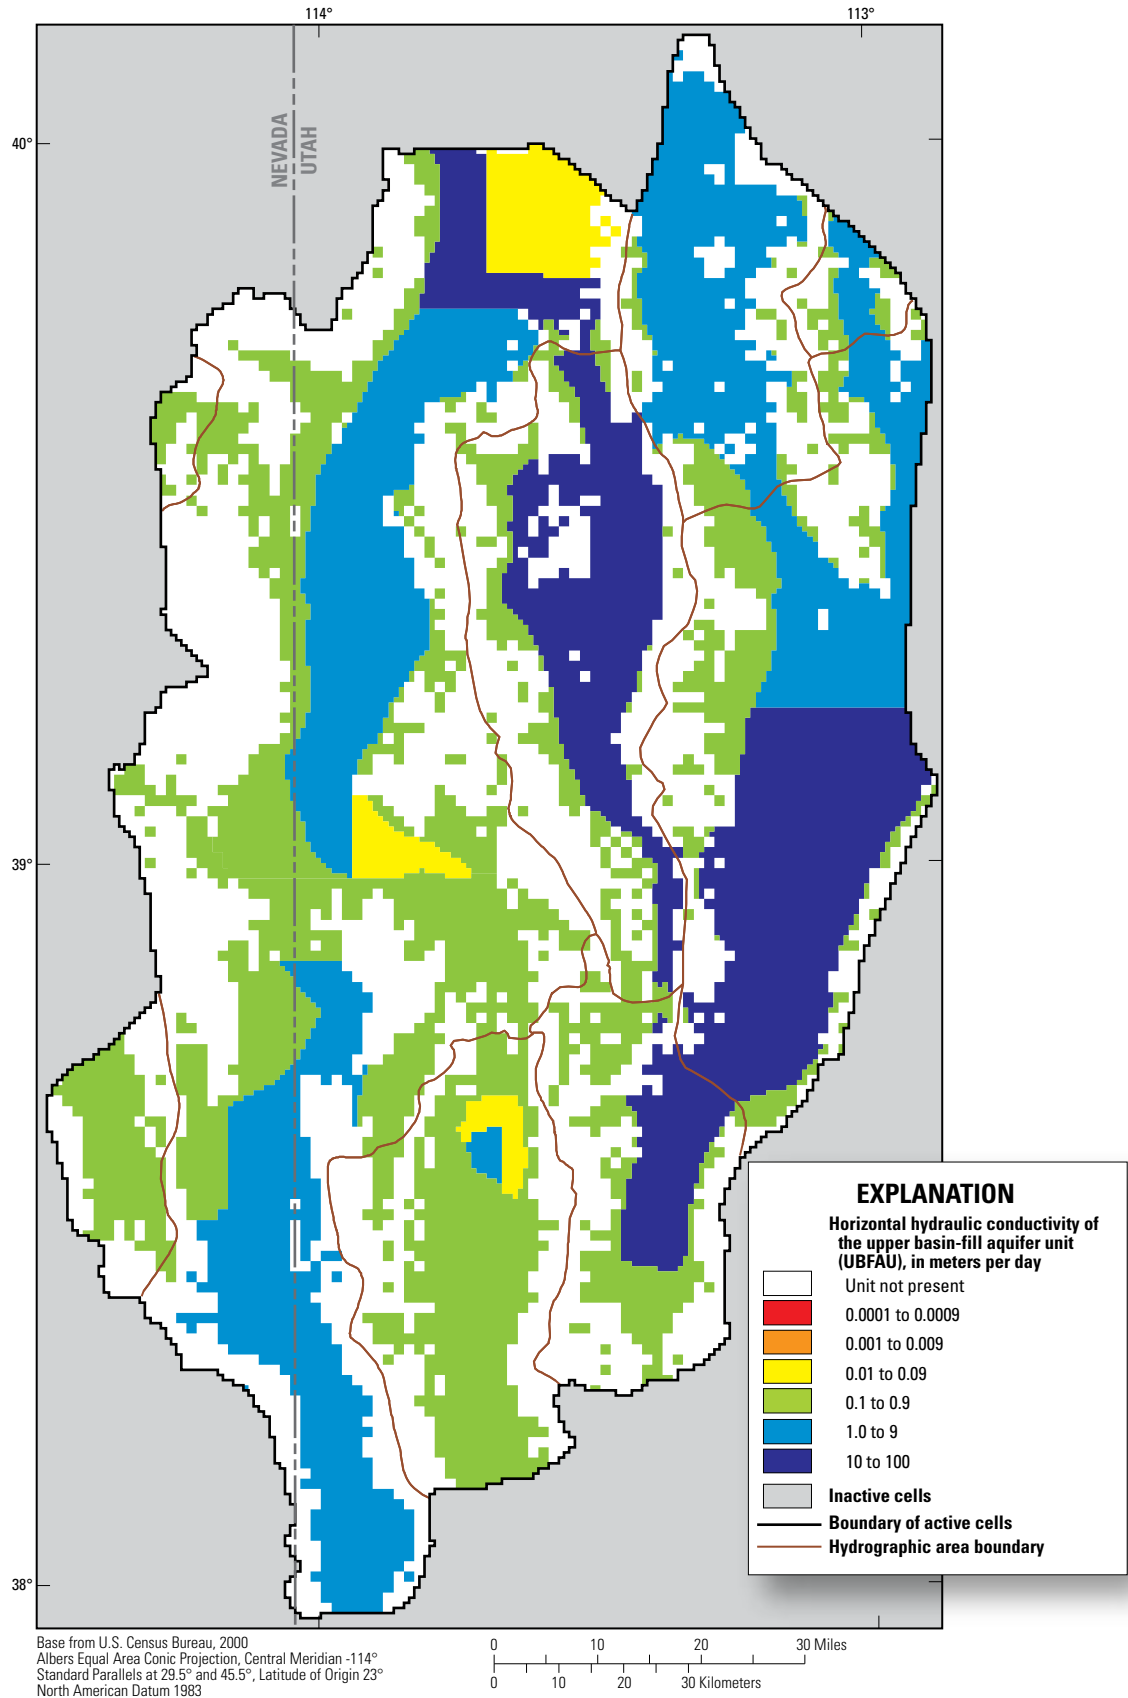 114°
113°
40°
NEVADA
UTAH
39°
38°
EXPLANATION
Horizontal hydraulic conductivity of
the upper basin-fill aquifer unit
(UBFAU), in meters per day
Unit not present
0.0001 to 0.0009
0.001 to 0.009
0.01 to 0.09
0.1 to 0.9
1.0 to 9
10 to 100
Inactive cells
Boundary of active cells
Hydrographic area boundary
Base from U.S. Census Bureau, 2000
Albers Equal Area Conic Projection, Central Meridian -114°
Standard Parallels at 29.5° and 45.5°, Latitude of Origin 23°
North American Datum 1983
0 10 20 30 Miles
0 10 20 30 Kilometers